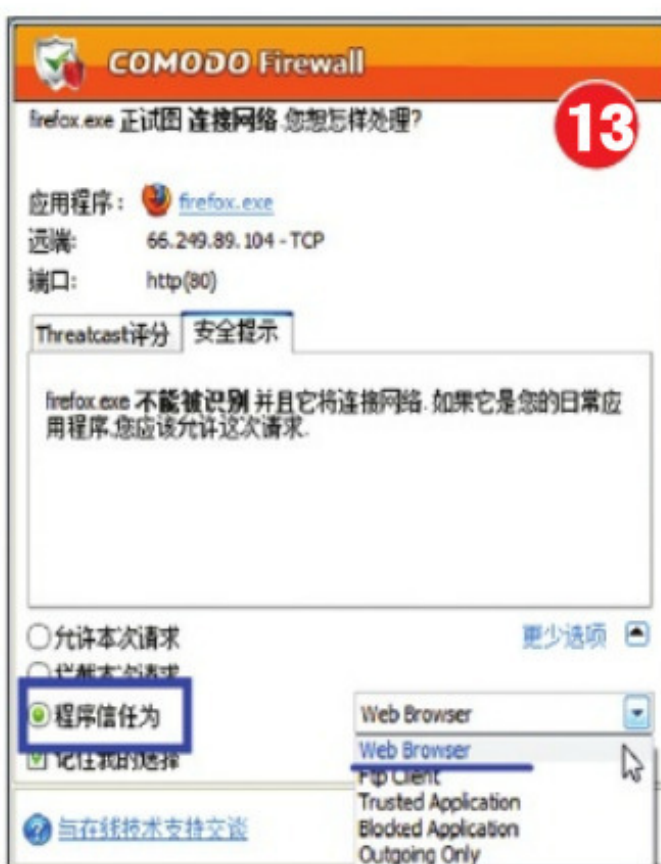 COMODO Firewall
13
firefox.exe 正试图 连接网络 您想怎样处理?
应用程序: firefox.exe
远端: 66.249.89.104 - TCP
端口: http(80)
Threatcast评分 安全提示
firefox.exe 不能被识别 并且它将连接网络. 如果它是您的日常应
用程序,您应该允许这次请求.
允许本次请求 更少选项
拦截本次请求
程序信任为 Web Browser
记住我的选择 Web Browser
Ftp Client
Trusted Application
与在线技术支持交谈 Blocked Application
Outgoing Only